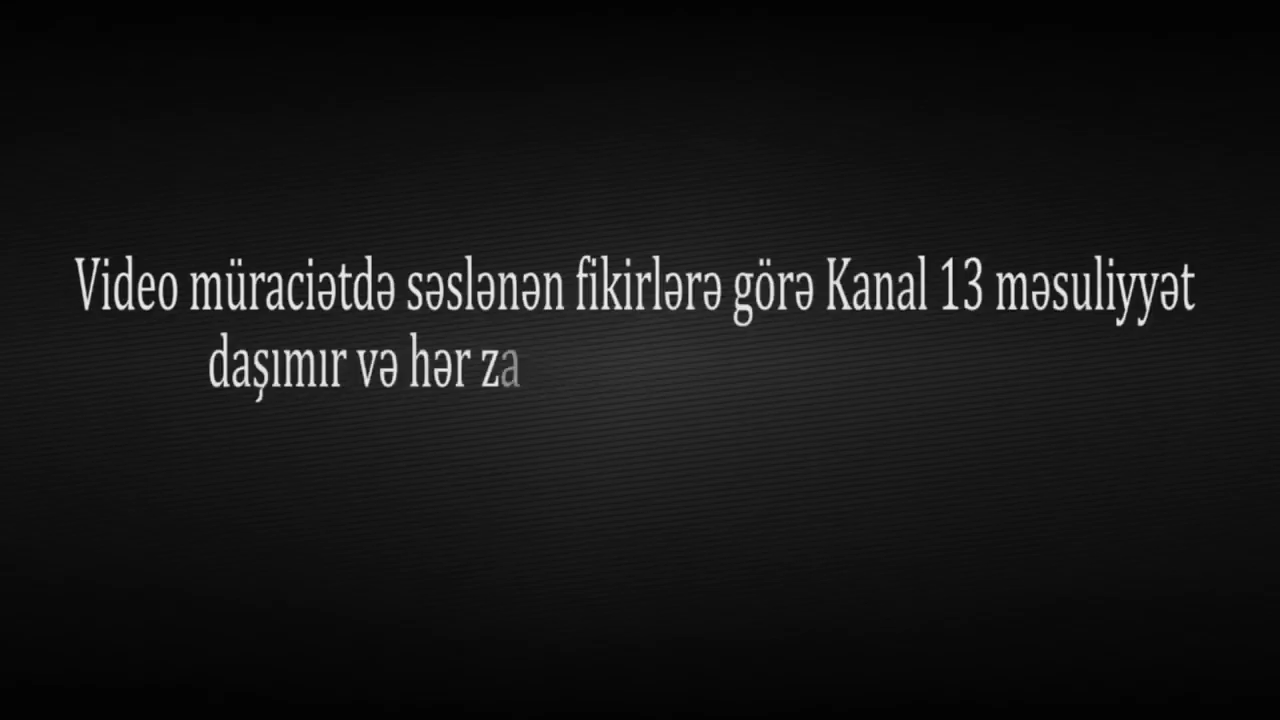 Video müraciətdə səslənən fikirlərə görə Kanal 13 məsuliyyət
daşımır və hər za